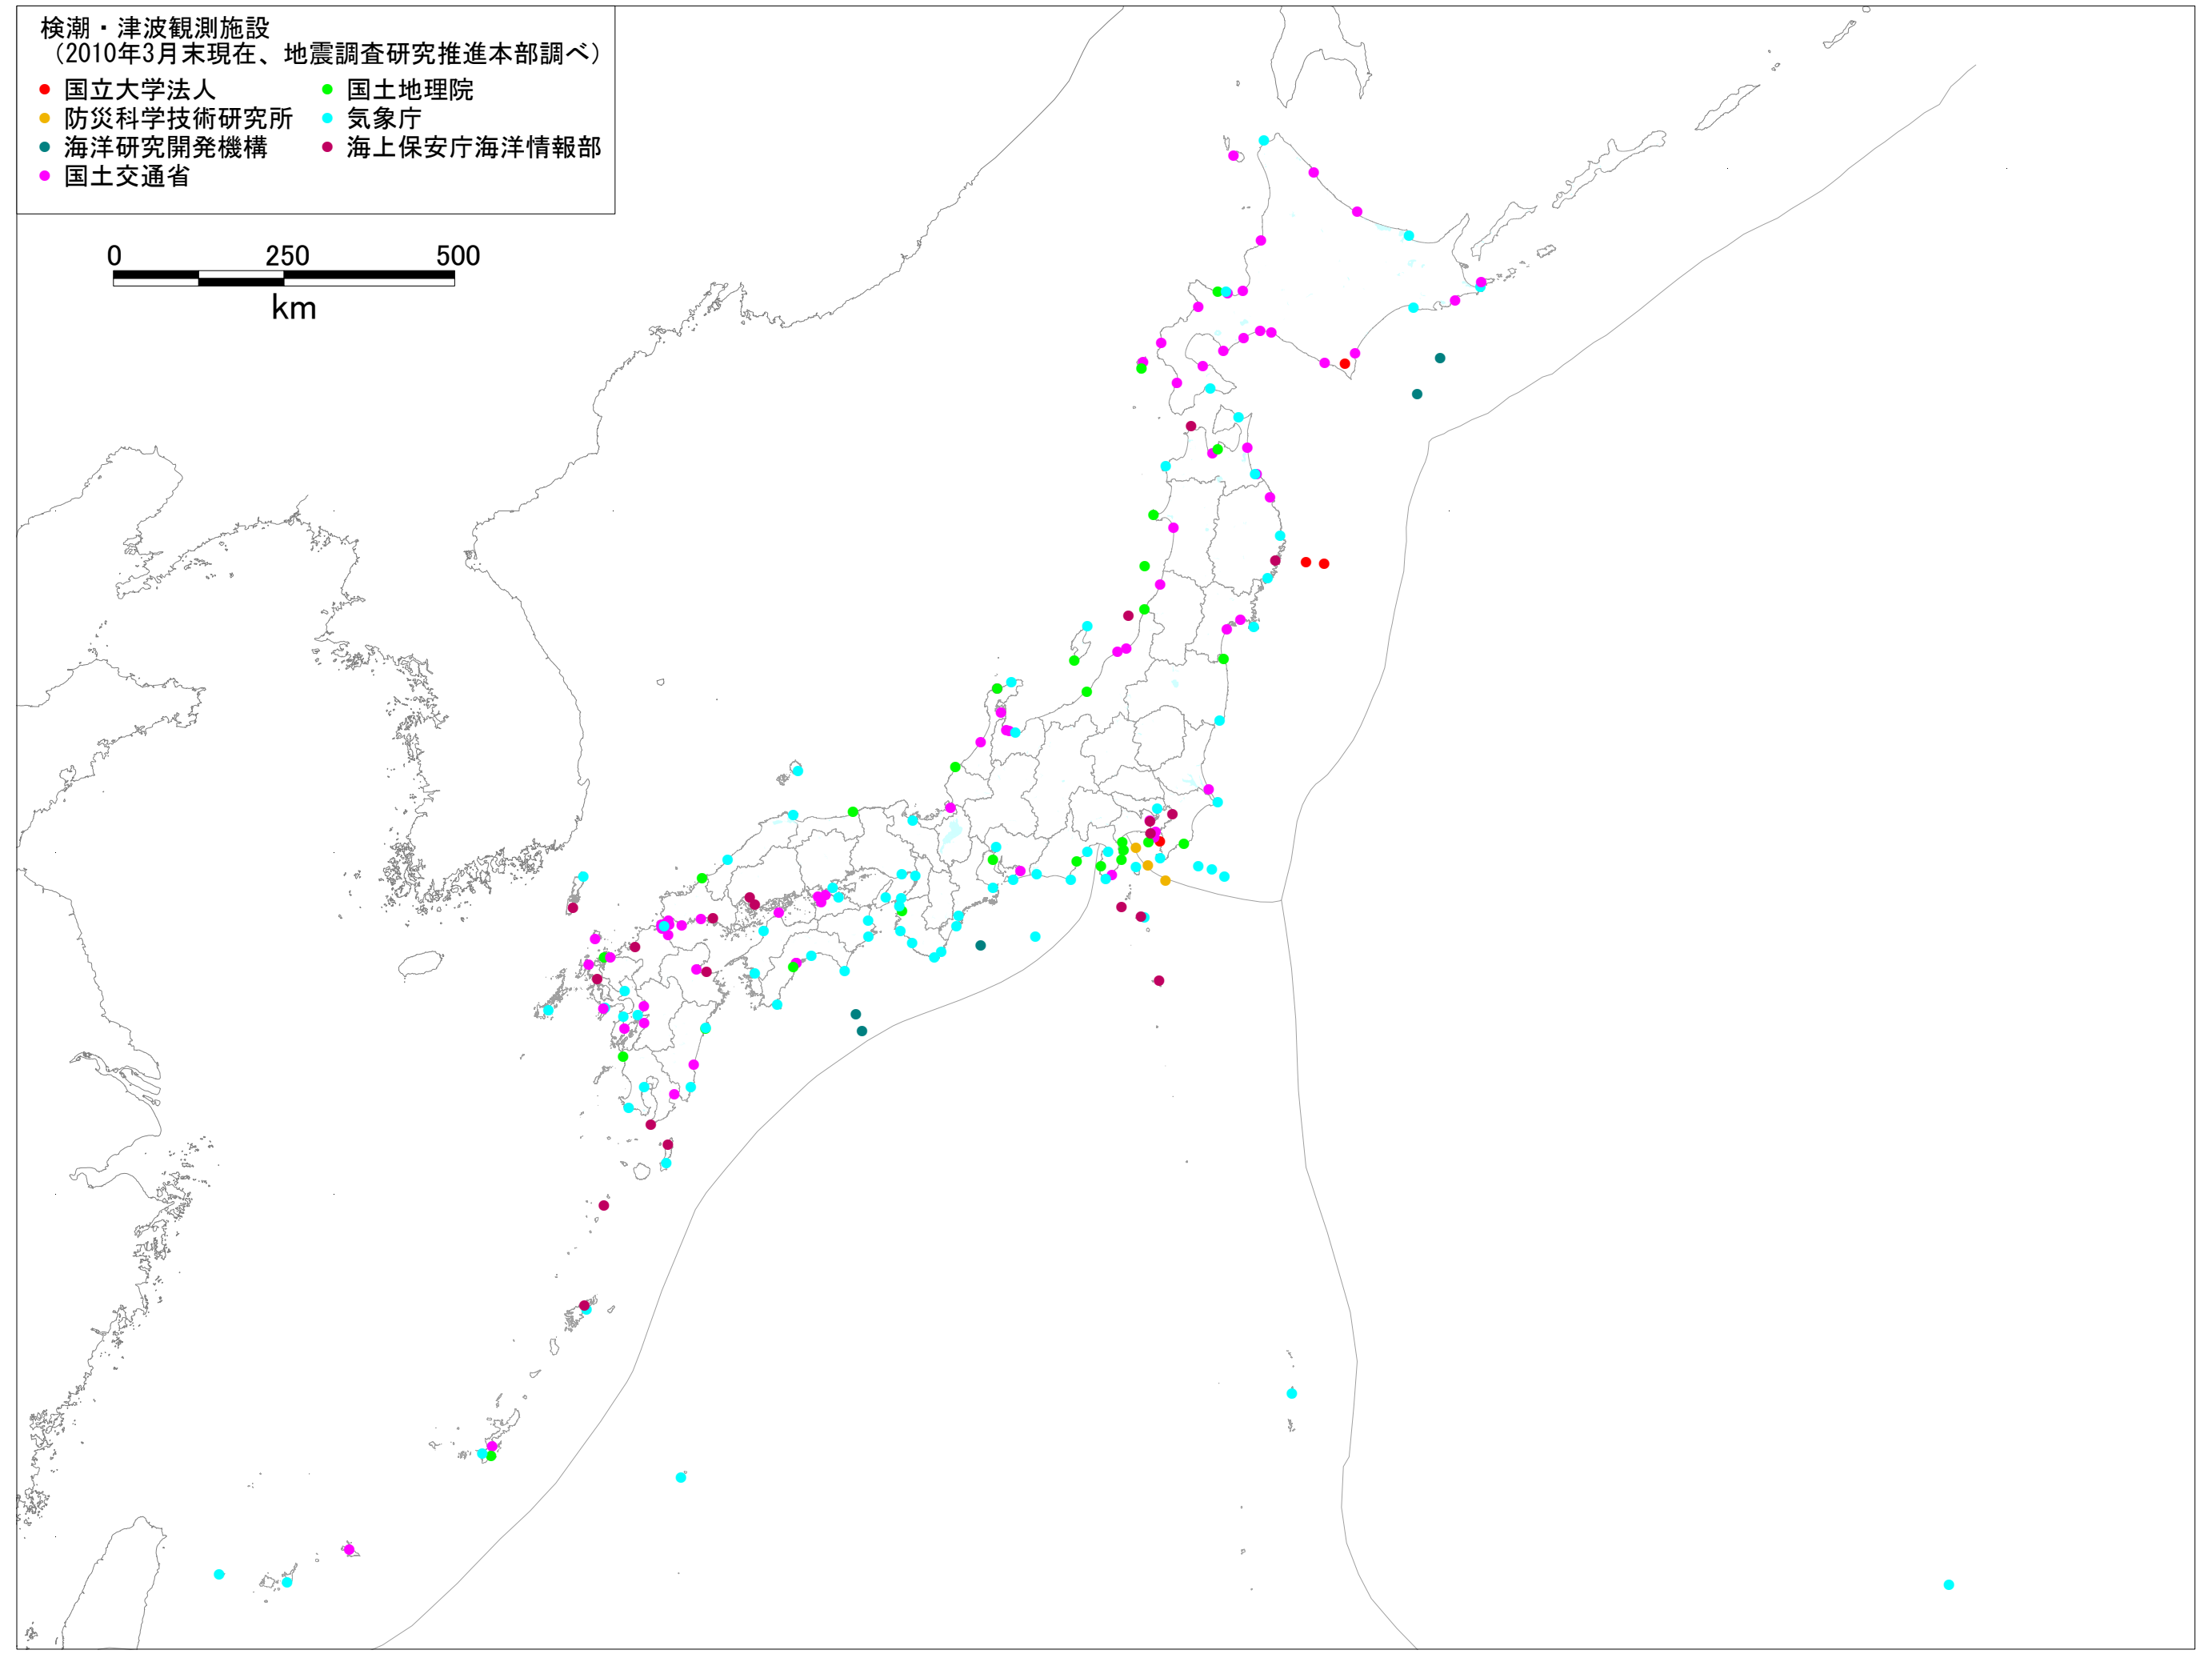 検潮・津波観測施設
（2010年3月末現在、地震調査研究推進本部調べ）
国立大学法人
国土地理院
防災科学技術研究所
気象庁
海洋研究開発機構
海上保安庁海洋情報部
国土交通省
0 250 500
km